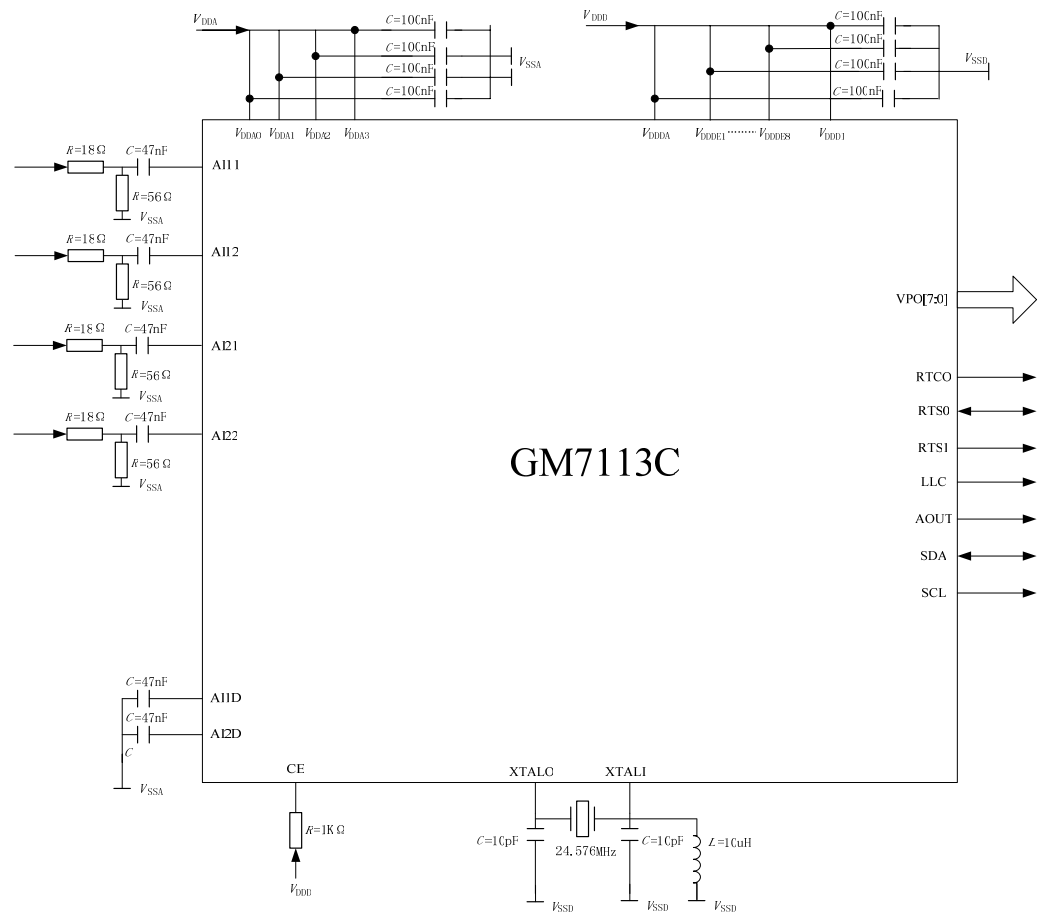 VDDA
C=100nF
C=100nF
C=100nF
C=100nF
VSSA
VDDD
C=100nF
C=100nF
C=100nF
C=100nF
VSSD
VDDA0 VDDA1 VDDA2 VDDA3
VDDDA VDDDE1 ········ VDDDE8 VDDD1
R=18Ω C=47nF
AI11
R=56Ω
VSSA
R=18Ω C=47nF
AI12
R=56Ω
VSSA
R=18Ω C=47nF
AI21
R=56Ω
VSSA
R=18Ω C=47nF
AI22
R=56Ω
VSSA
VPO[7:0]
RTCO
RTS0
RTS1
LLC
AOUT
SDA
SCL
GM7113C
C=47nF
AI1D
C=47nF
AI2D
C
VSSA
CE
R=1KΩ
VDDD
XTALO XTALI
C=10pF
24.576MHz
C=10pF
L=10uH
VSSD
VSSD
VSSD